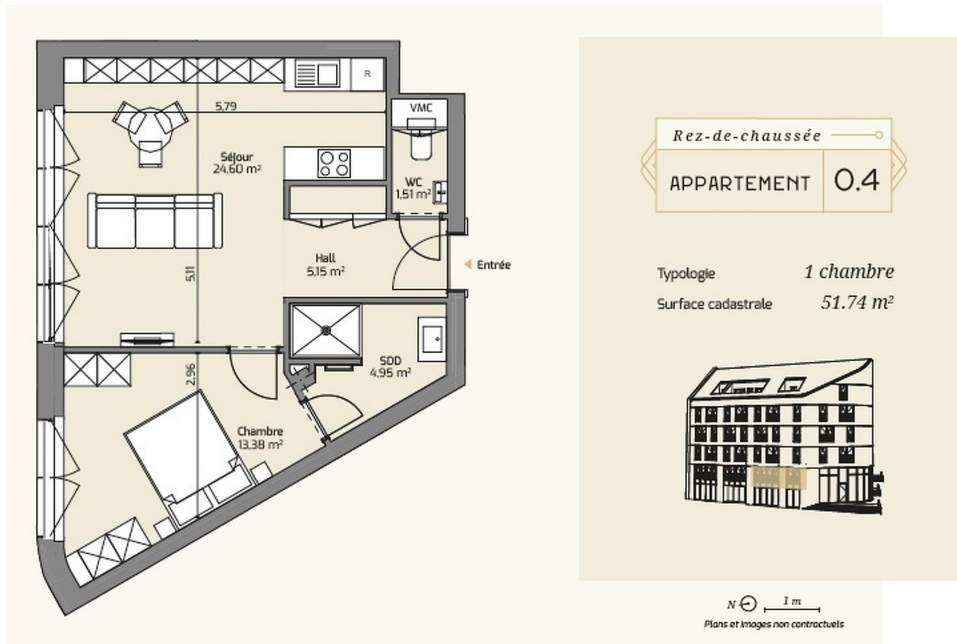 R
VMC
5,79
Séjour
24,60 m²
WC
1,51 m²
Hall
5,15 m²
Entrée
5,11
2,96
SDD
4,95 m²
Chambre
13,38 m²
Rez-de-chaussée
APPARTEMENT 0.4
Typologie 1 chambre
Surface cadastrale 51.74 m²
N 1 m
Plans et images non contractuels